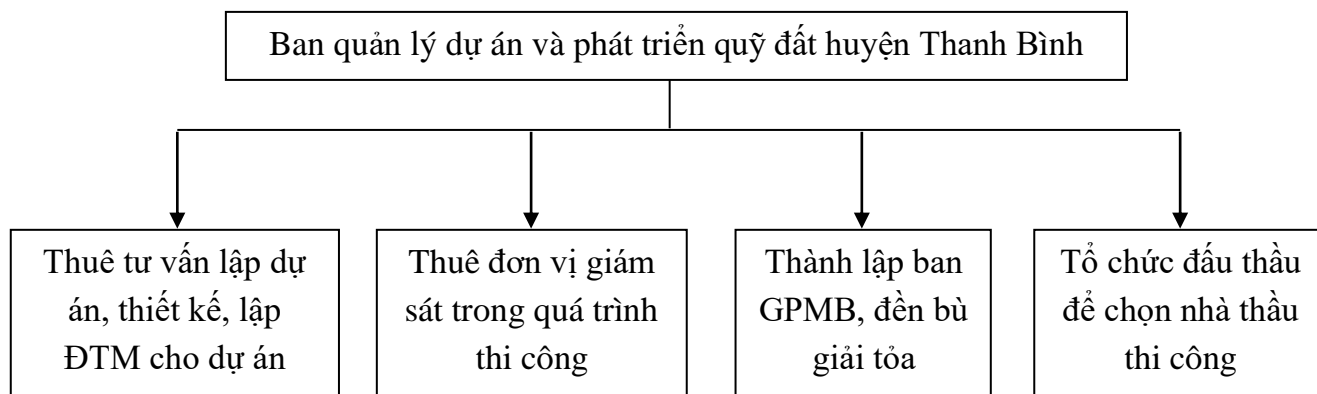 Ban quản lý dự án và phát triển quỹ đất huyện Thanh Bình
Thuê tư vấn lập dự
án, thiết kế, lập
ĐTM cho dự án
Thuê đơn vị giám
sát trong quá trình
thi công
Thành lập ban
GPMB, đền bù
giải tỏa
Tổ chức đấu thầu
để chọn nhà thầu
thi công